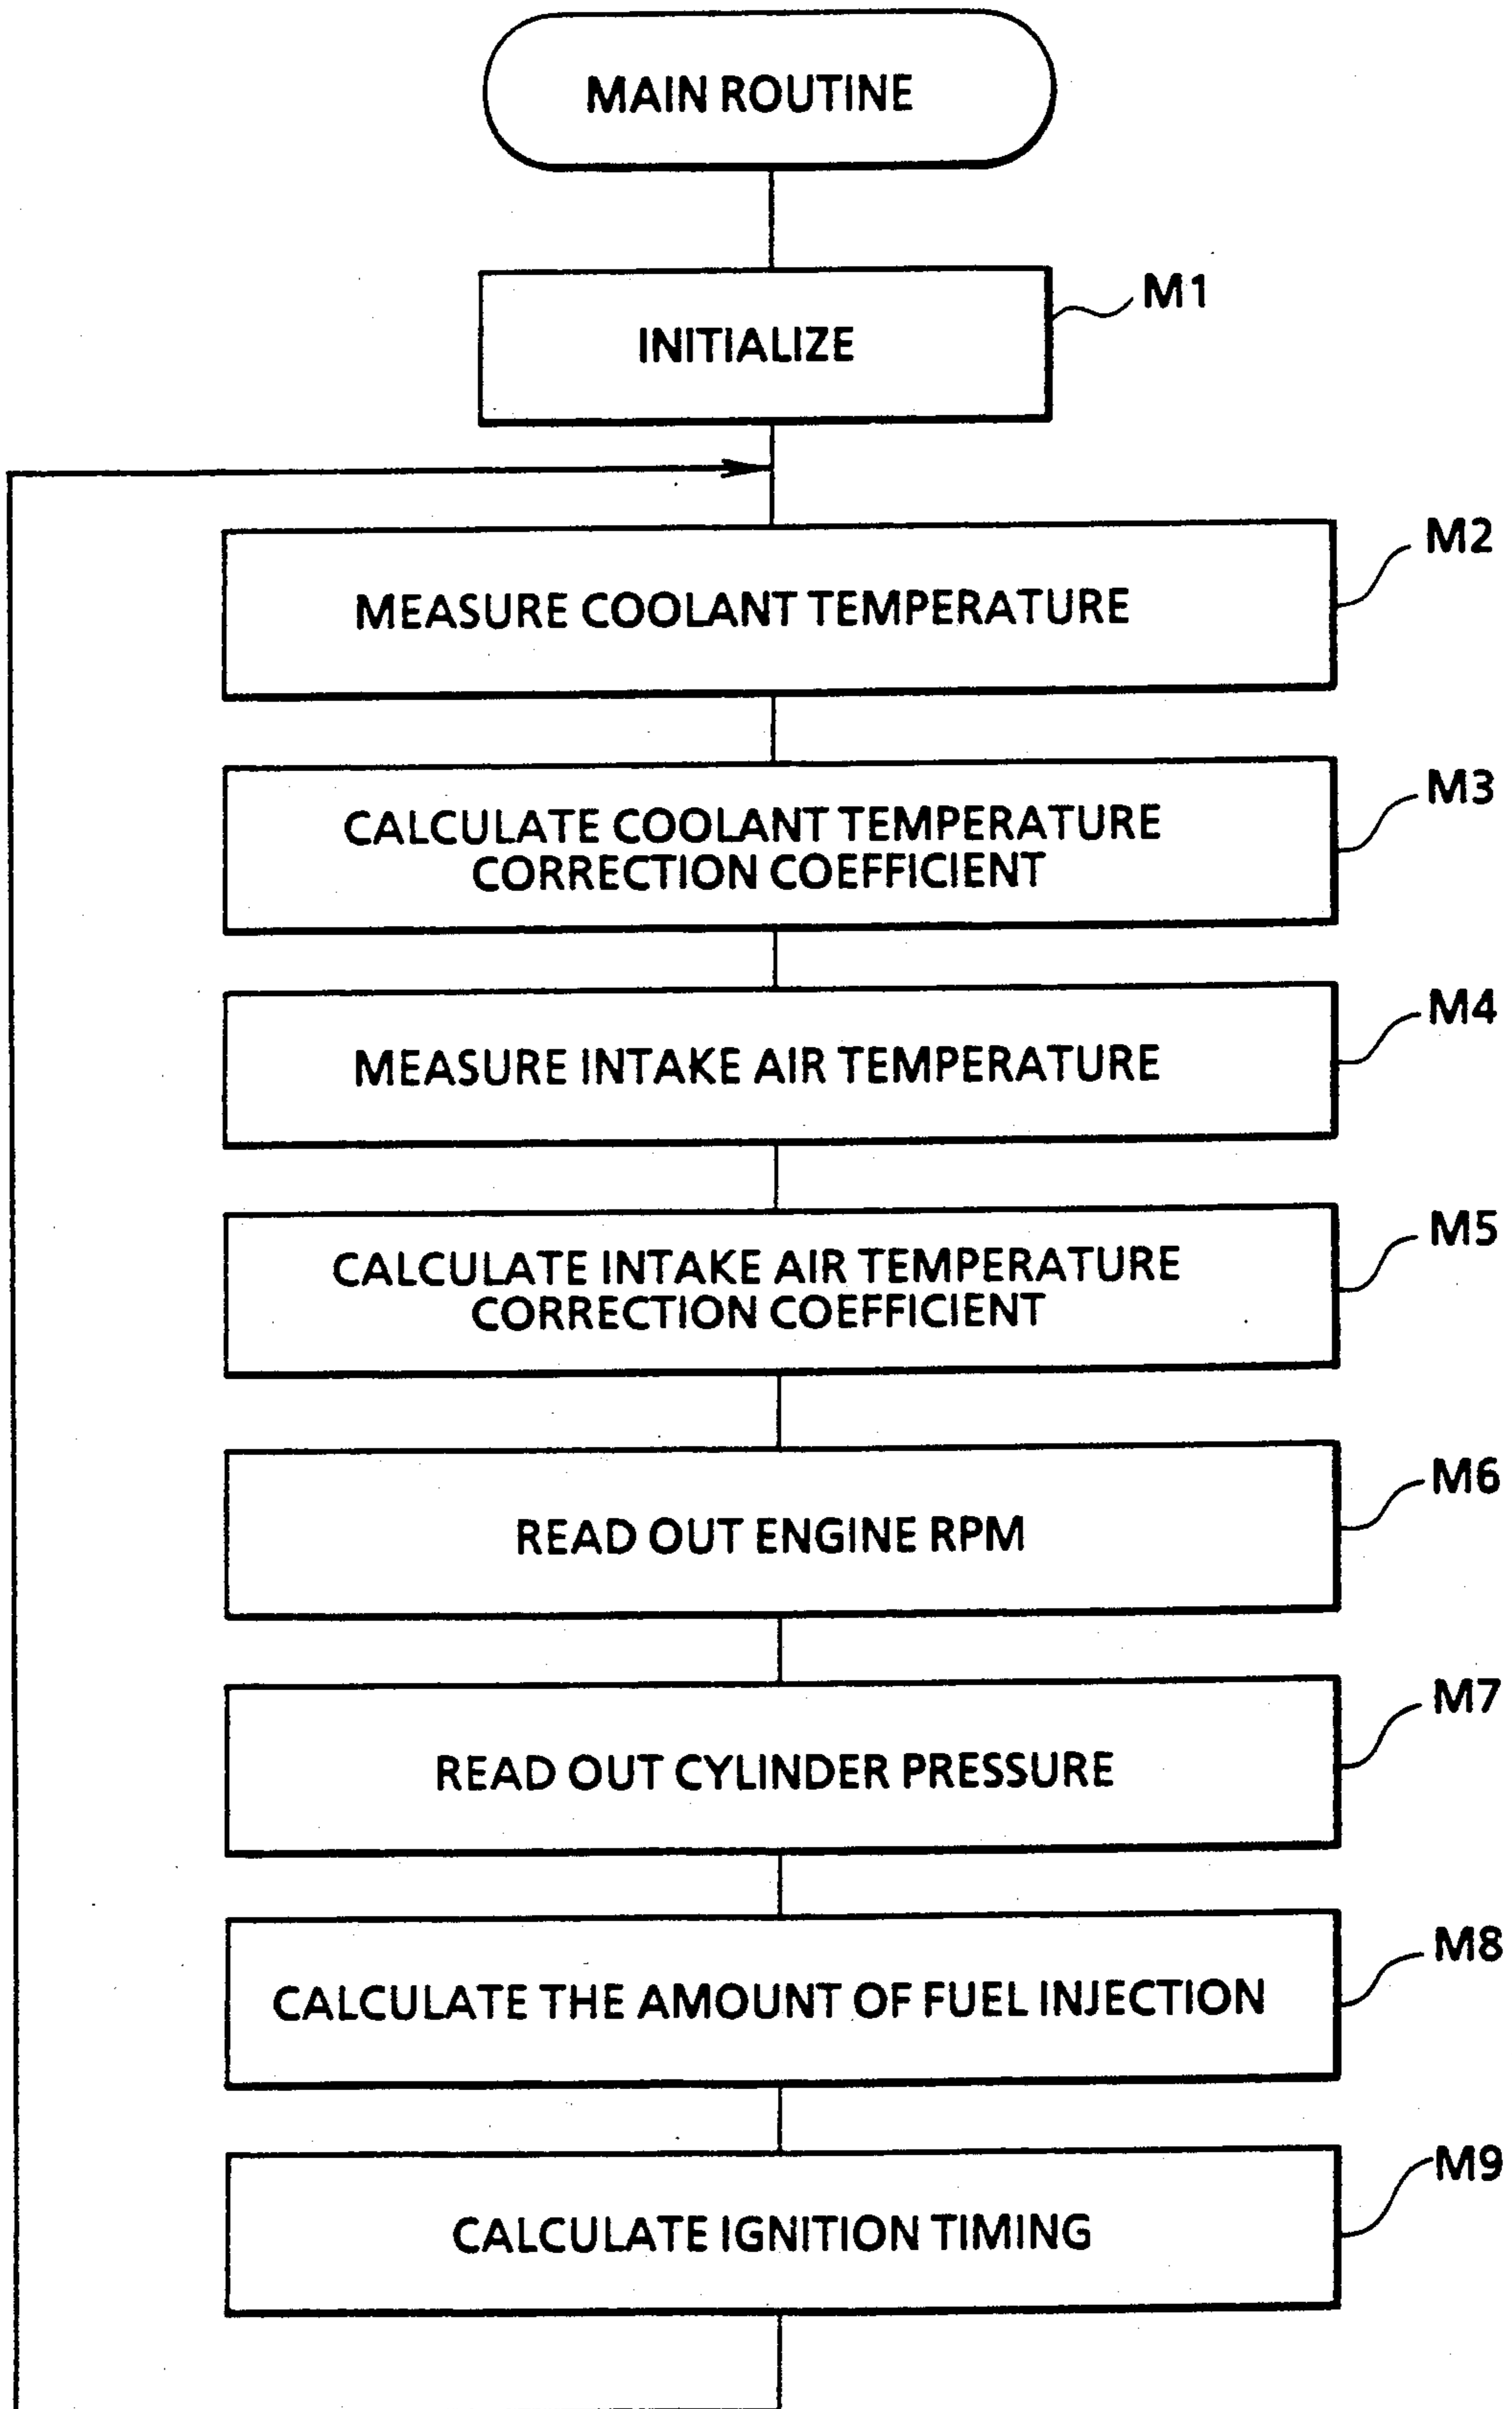 MAIN ROUTINE
INITIALIZE
M1
MEASURE COOLANT TEMPERATURE
M2
CALCULATE COOLANT TEMPERATURE
CORRECTION COEFFICIENT
M3
MEASURE INTAKE AIR TEMPERATURE
M4
CALCULATE INTAKE AIR TEMPERATURE
CORRECTION COEFFICIENT
M5
READ OUT ENGINE RPM
M6
READ OUT CYLINDER PRESSURE
M7
CALCULATE THE AMOUNT OF FUEL INJECTION
M8
CALCULATE IGNITION TIMING
M9